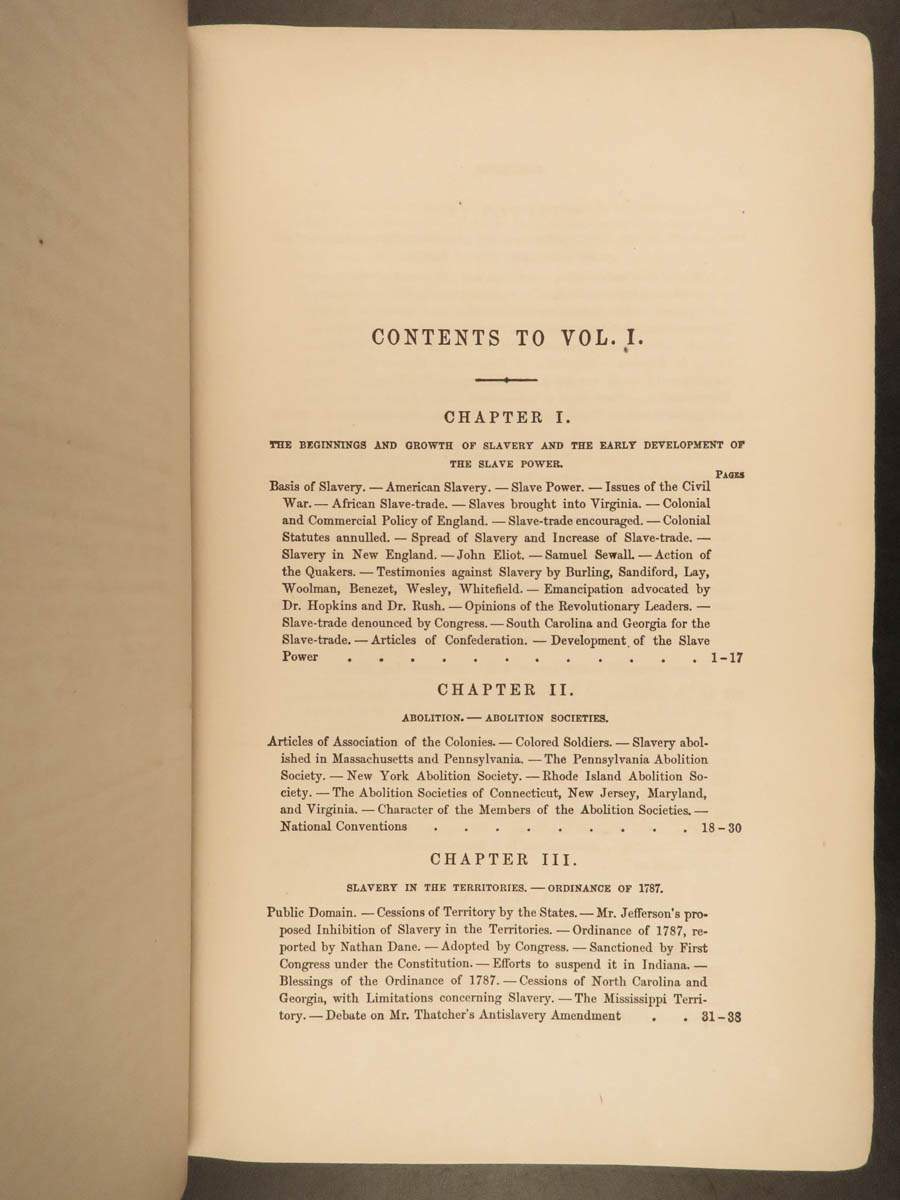 CONTENTS TO VOL. I.
CHAPTER I.
THE BEGINNINGS AND GROWTH OF SLAVERY AND THE EARLY DEVELOPMENT OF
THE SLAVE POWER.
PAGES
Basis of Slavery. — American Slavery. — Slave Power. — Issues of the Civil
War. — African Slave-trade. — Slaves brought into Virginia. — Colonial
and Commercial Policy of England. — Slave-trade encouraged. — Colonial
Statutes annulled. — Spread of Slavery and Increase of Slave-trade. —
Slavery in New England. — John Eliot. — Samuel Sewall. — Action of
the Quakers. — Testimonies against Slavery by Burling, Sandiford, Lay,
Woolman, Benezet, Wesley, Whitefield. — Emancipation advocated by
Dr. Hopkins and Dr. Rush. — Opinions of the Revolutionary Leaders. —
Slave-trade denounced by Congress. — South Carolina and Georgia for the
Slave-trade. — Articles of Confederation. — Development of the Slave
Power . . . . . . . . . . . . 1-17
CHAPTER II.
ABOLITION. — ABOLITION SOCIETIES.
Articles of Association of the Colonies. — Colored Soldiers. — Slavery abol-
ished in Massachusetts and Pennsylvania. — The Pennsylvania Abolition
Society. — New York Abolition Society. — Rhode Island Abolition So-
ciety. — The Abolition Societies of Connecticut, New Jersey, Maryland,
and Virginia. — Character of the Members of the Abolition Societies. —
National Conventions . . . . . . . . . 18-30
CHAPTER III.
SLAVERY IN THE TERRITORIES. — ORDINANCE OF 1787.
Public Domain. — Cessions of Territory by the States. — Mr. Jefferson's pro-
posed Inhibition of Slavery in the Territories. — Ordinance of 1787, re-
ported by Nathan Dane. — Adopted by Congress. — Sanctioned by First
Congress under the Constitution. — Efforts to suspend it in Indiana. —
Blessings of the Ordinance of 1787. — Cessions of North Carolina and
Georgia, with Limitations concerning Slavery. — The Mississippi Terri-
tory. — Debate on Mr. Thatcher's Antislavery Amendment . . 31-38